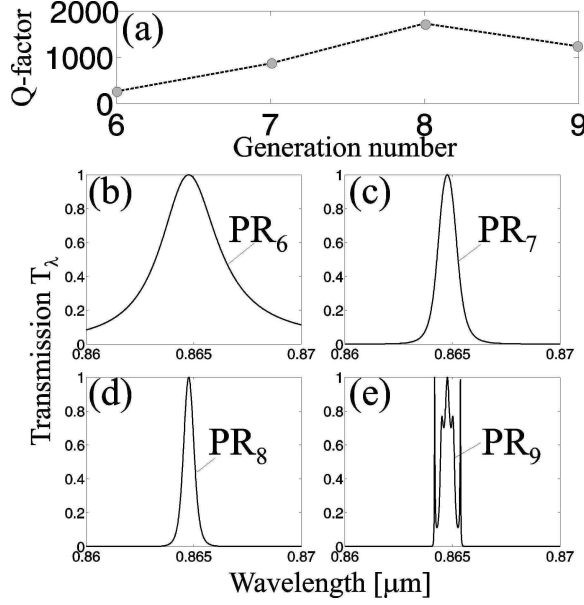 (a)
Q-factor
2000
1000
0
6 7 8 9
Generation number
(b)
PR6
1
0.8
0.6
0.4
0.2
0
0.86 0.865 0.87
(c)
PR7
1
0.8
0.6
0.4
0.2
0
0.86 0.865 0.87
Transmission Tλ
(d)
PR8
1
0.8
0.6
0.4
0.2
0
0.86 0.865 0.87
(e)
PR9
1
0.8
0.6
0.4
0.2
0
0.86 0.865 0.87
Wavelength [μm]